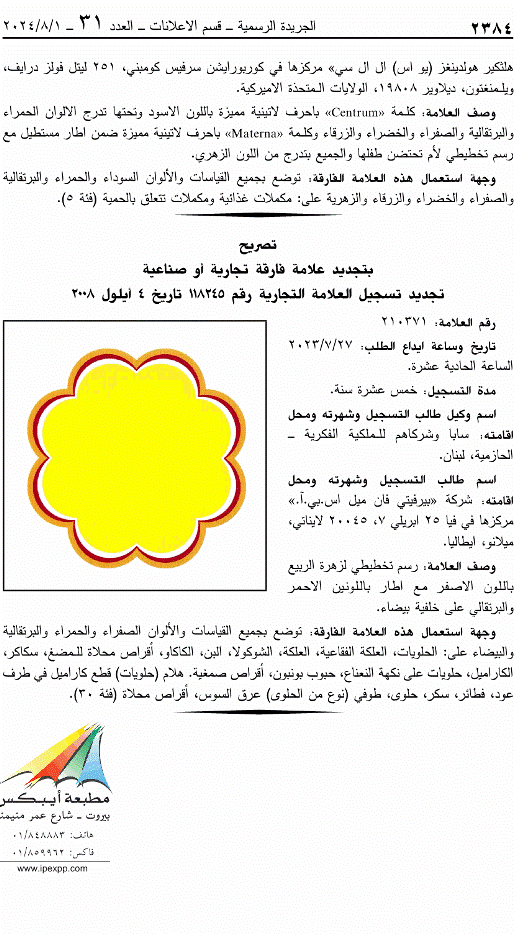 ٢٣٨٤
الجريدة الرسمية – قسم الاعلانات – العدد ٣١ – ٢٠٢٤/٨/١
هلثكير هولدينغز (يو اس) ال ال سي» مركزها في كوربورايشن سرفيس كومبني، ٢٥١ ليتل فولز درايف،
ويلمنغتون، ديلاوير ١٩٨٠٨، الولايات المتحدة الاميركية.
وصف العلامة: كلمة «Centrum» باحرف لاتينية مميزة باللون الاسود وتحتها تدرج الالوان الحمراء
والبرتقالية والصفراء والخضراء والزرقاء وكلمة «Materna» باحرف لاتينية مميزة ضمن اطار مستطيل مع
رسم تخطيطي لأم تحتضن طفلها والجميع بتدرج من اللون الزهري.
وجهة استعمال هذه العلامة الفارقة: توضع بجميع القياسات والألوان السوداء والحمراء والبرتقالية
والصفراء والخضراء والزرقاء والزهرية على: مكملات غذائية ومكملات تتعلق بالحمية (فئة ٥).
تصريح
بتجديد علامة فارقة تجارية أو صناعية
تجديد تسجيل العلامة التجارية رقم ١١٨٣٤٥ تاريخ ٤ أيلول ٢٠٠٨
رقم العلامة: ٢١٠٣٧١
تاريخ وساعة ايداع الطلب: ٢٠٢٣/٧/٢٧
الساعة الحادية عشرة.
مدة التسجيل: خمس عشرة سنة.
اسم وكيل طالب التسجيل وشهرته ومحل
اقامته: سابا وشركاهم للملكية الفكرية –
الحازمية، لبنان.
اسم طالب التسجيل وشهرته ومحل
اقامته: شركة «بيرفيتي فان ميل اس.بي.آ.»
مركزها في فيا ٢٥ ابريلي ٧، ٢٠٠٤٥ لايناتي،
ميلانو، ايطاليا.
وصف العلامة: رسم تخطيطي لزهرة الربيع
باللون الاصفر مع اطار باللونين الاحمر
والبرتقالي على خلفية بيضاء.
وجهة استعمال هذه العلامة الفارقة: توضع بجميع القياسات والألوان الصفراء والحمراء والبرتقالية
والبيضاء على: الحلويات، العلكة الفقاعية، العلكة، الشوكولا، البن، الكاكاو، أقراص محلاة للمضغ، سكاكر،
الكاراميل، حلويات على نكهة النعناع، حبوب بونبون، أقراص صمغية. هلام (حلويات) قطع كاراميل في طرف
عود، فطائر، سكر، حلوى، طوفي (نوع من الحلوى) عرق السوس، أقراص محلاة (فئة ٣٠).
مطبعة أيبكس
بيروت – شارع عمر منيمنة
هاتف: ٠١/٨٤٨٨٨٣
فاكس: ٠١/٨٥٩٩٦٢
www.ipexpp.com